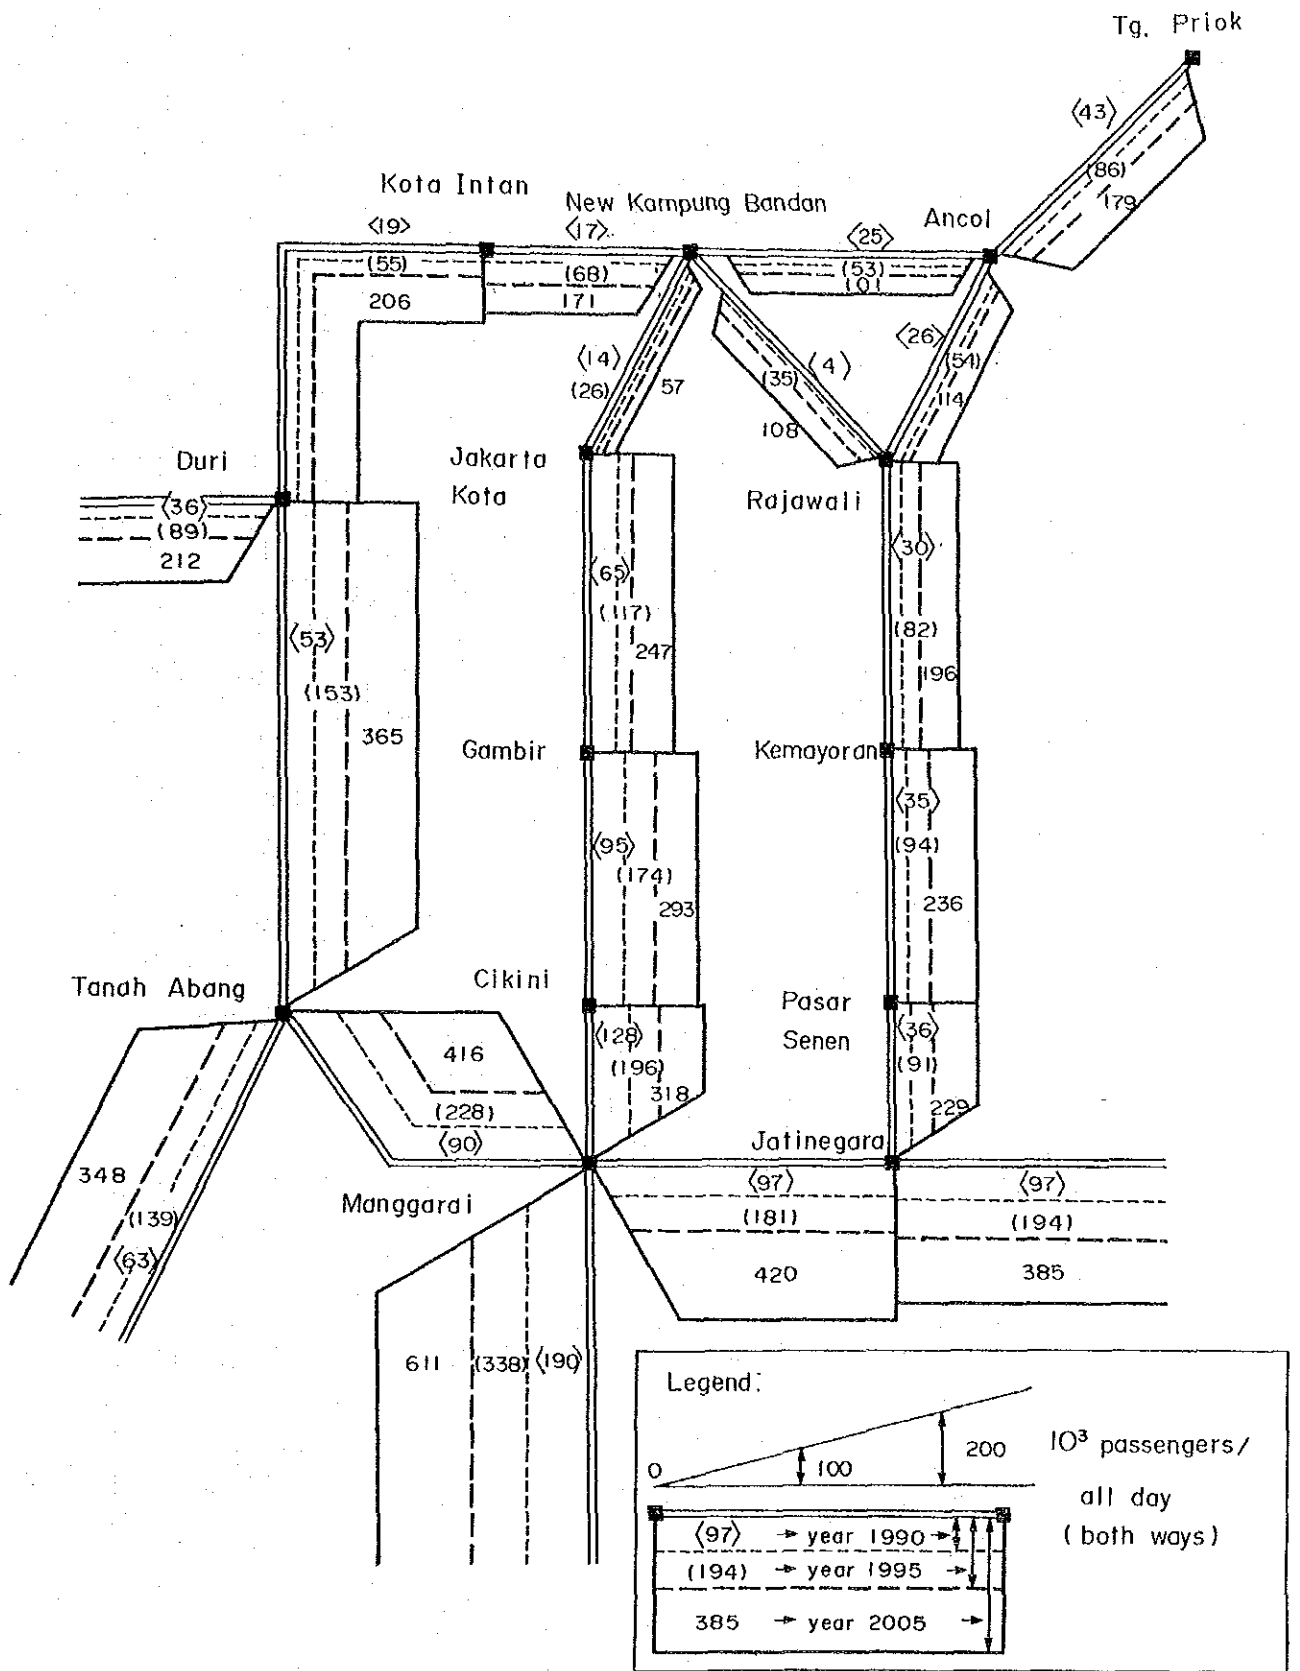 Tg. Priok
⟨43⟩
(86)
179
Kota Intan
New Kampung Bandan
Ancol
⟨19⟩
⟨17⟩
⟨25⟩
(55)
(68)
(53)
101
206
171
⟨14⟩
(26)
57
⟨4⟩
(35)
108
⟨26⟩
(54)
114
Duri
⟨36⟩
(89)
212
Jakarta
Kota
Rajawali
⟨53⟩
(153)
365
⟨65⟩
(117)
247
⟨30⟩
(82)
196
Gambir
Kemayoran
⟨95⟩
(174)
293
⟨35⟩
(94)
236
Tanah Abang
Cikini
Pasar
Senen
⟨128⟩
(196)
318
⟨36⟩
(91)
229
416
(228)
⟨90⟩
Jatinegara
348
(139)
⟨63⟩
Manggarai
⟨97⟩
(181)
420
⟨97⟩
(194)
385
611 (338) ⟨190⟩
Legend:
0
100
200
10³ passengers/
all day
(both ways)
⟨97⟩ → year 1990 →
(194) → year 1995 →
385 → year 2005 →